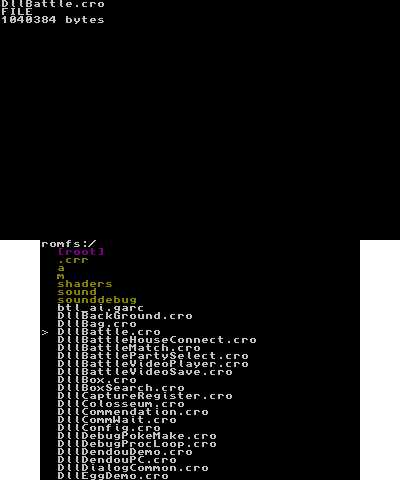 DllBattle.cro
FILE
1040384 bytes
romfs:/
[root]
.crr
a
m
shaders
sound
sounddebug
btl_ai.garc
DllBackGround.cro
DllBag.cro
> DllBattle.cro
DllBattleHouseConnect.cro
DllBattleMatch.cro
DllBattlePartySelect.cro
DllBattleVideoPlayer.cro
DllBattleVideoSave.cro
DllBox.cro
DllBoxSearch.cro
DllCaptureRegister.cro
DllColosseum.cro
DllCommendation.cro
DllCommWait.cro
DllConfig.cro
DllDebugPokeMake.cro
DllDebugProcLoop.cro
DllDendouDemo.cro
DllDendouPC.cro
DllDialogCommon.cro
DllEggDemo.cro